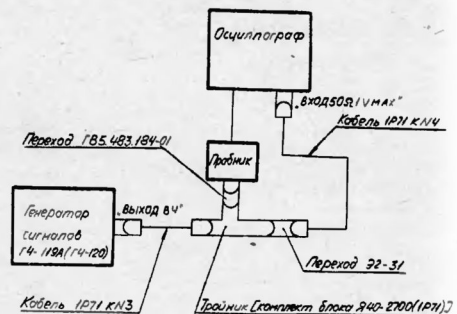 Осциллограф
„ВХОД 50Ω 1V MAX"
Кабель 1Р71 КN4
Переход ГВ5.483.184-01
Пробник
Генератор
сигналов
Г4-119А(Г4-120)
„ВЫХОД ВЧ"
Переход Э2-31
Кабель 1Р71 КN3
Тройник [комплект блока Я40-2700(1Р71)]